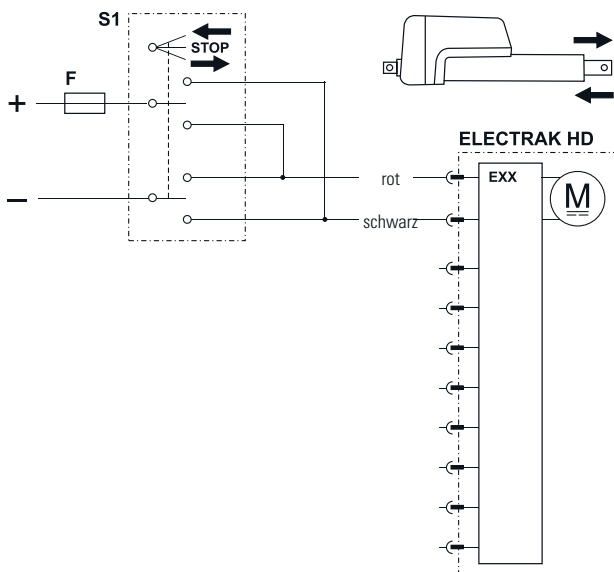 S1
STOP
F
+
–
ELECTRAK HD
rot
EXX
M
schwarz